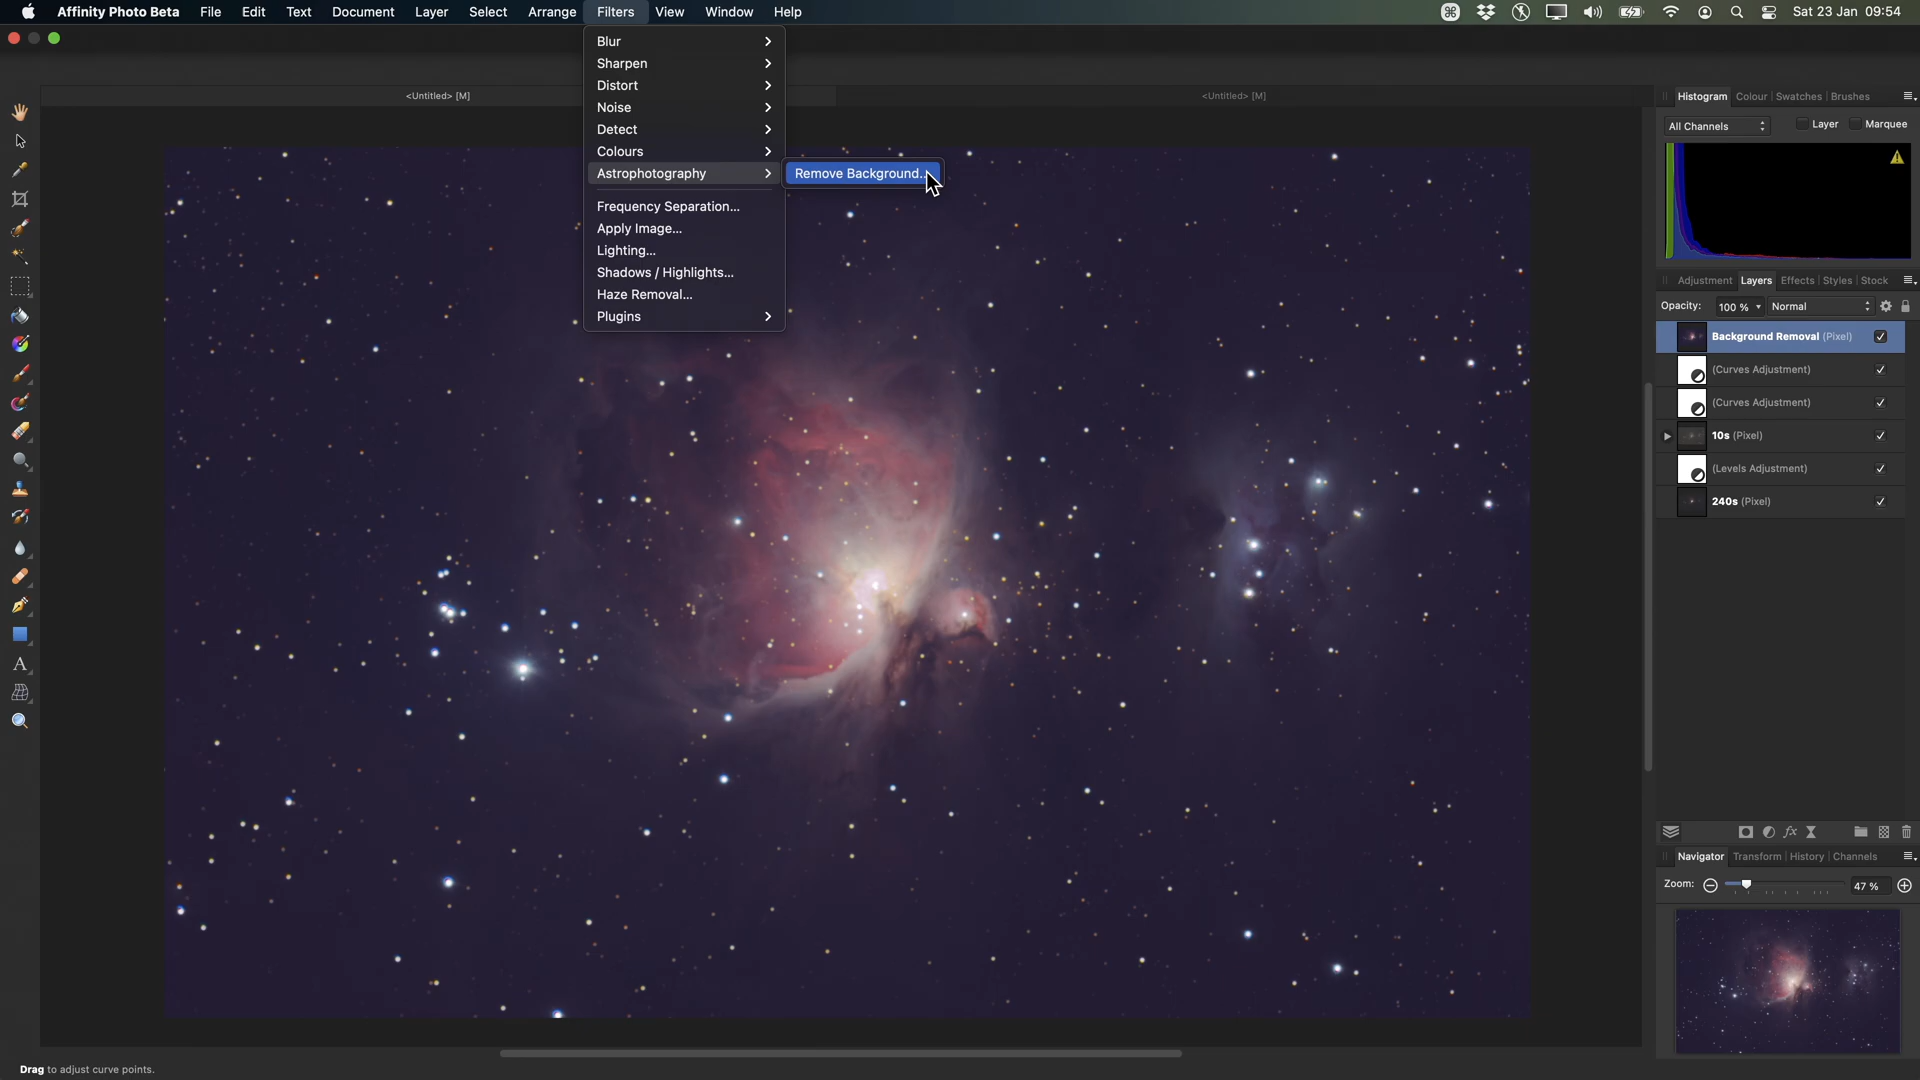 Affinity Photo Beta File Edit Text Document Layer Select Arrange Filters View Window Help Sat 23 Jan 09:54
<Untitled> [M] <Untitled> [M]
Blur
Sharpen
Distort
Noise
Detect
Colours
Astrophotography
Remove Background...
Frequency Separation...
Apply Image...
Lighting...
Shadows / Highlights...
Haze Removal...
Plugins
Histogram Colour Swatches Brushes
All Channels Layer Marquee
Adjustment Layers Effects Styles Stock
Opacity: 100 % Normal
Background Removal (Pixel)
(Curves Adjustment)
(Curves Adjustment)
10s (Pixel)
(Levels Adjustment)
240s (Pixel)
Navigator Transform History Channels
Zoom: 47 %
Drag to adjust curve points.